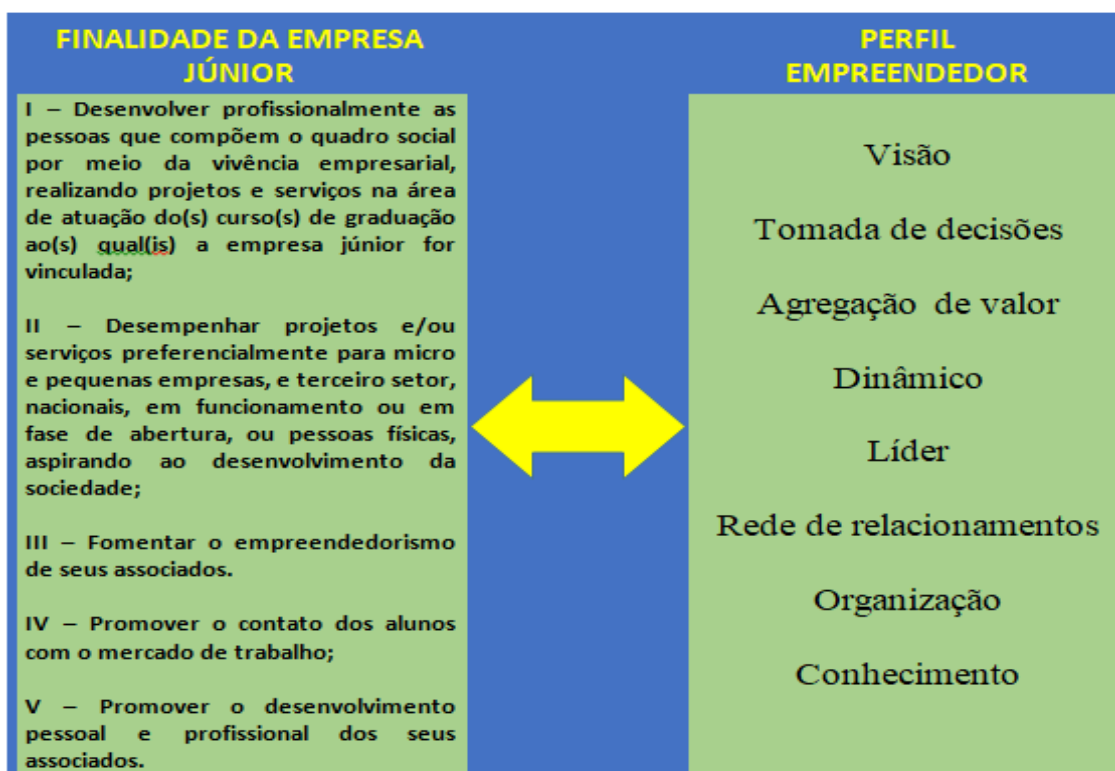 FINALIDADE DA EMPRESA
JÚNIOR
I – Desenvolver profissionalmente as
pessoas que compõem o quadro social
por meio da vivência empresarial,
realizando projetos e serviços na área
de atuação do(s) curso(s) de graduação
ao(s) qual(is) a empresa júnior for
vinculada;
II – Desempenhar projetos e/ou
serviços preferencialmente para micro
e pequenas empresas, e terceiro setor,
nacionais, em funcionamento ou em
fase de abertura, ou pessoas físicas,
aspirando ao desenvolvimento da
sociedade;
III – Fomentar o empreendedorismo
de seus associados.
IV – Promover o contato dos alunos
com o mercado de trabalho;
V – Promover o desenvolvimento
pessoal e profissional dos seus
associados.
PERFIL
EMPREENDEDOR
Visão
Tomada de decisões
Agregação de valor
Dinâmico
Líder
Rede de relacionamentos
Organização
Conhecimento